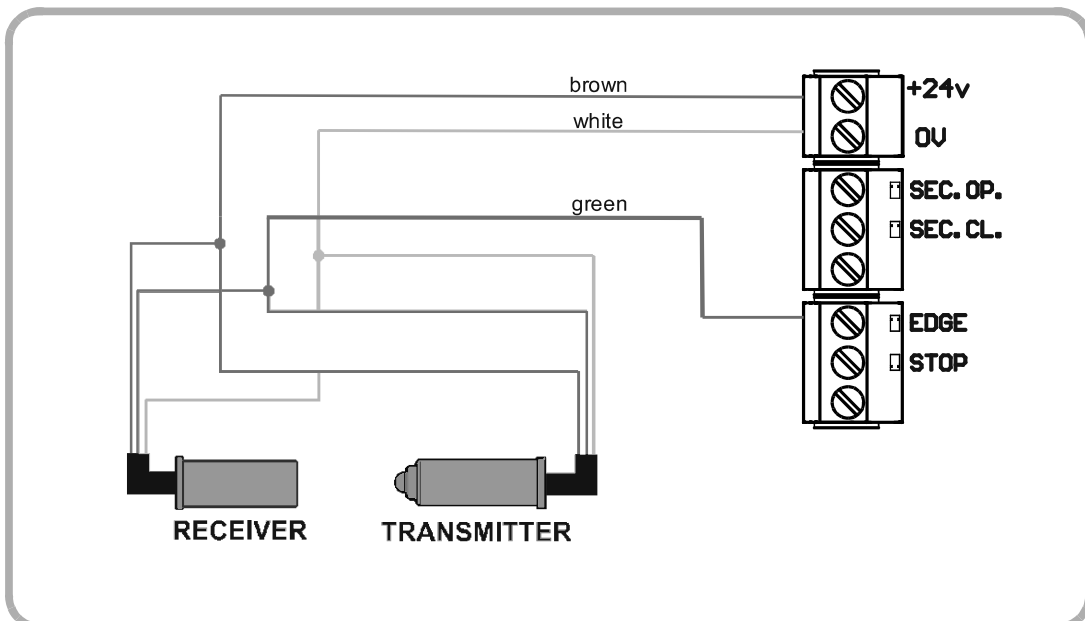 brown
+24v
white
0V
SEC. OP.
green
SEC. CL.
EDGE
STOP
RECEIVER
TRANSMITTER